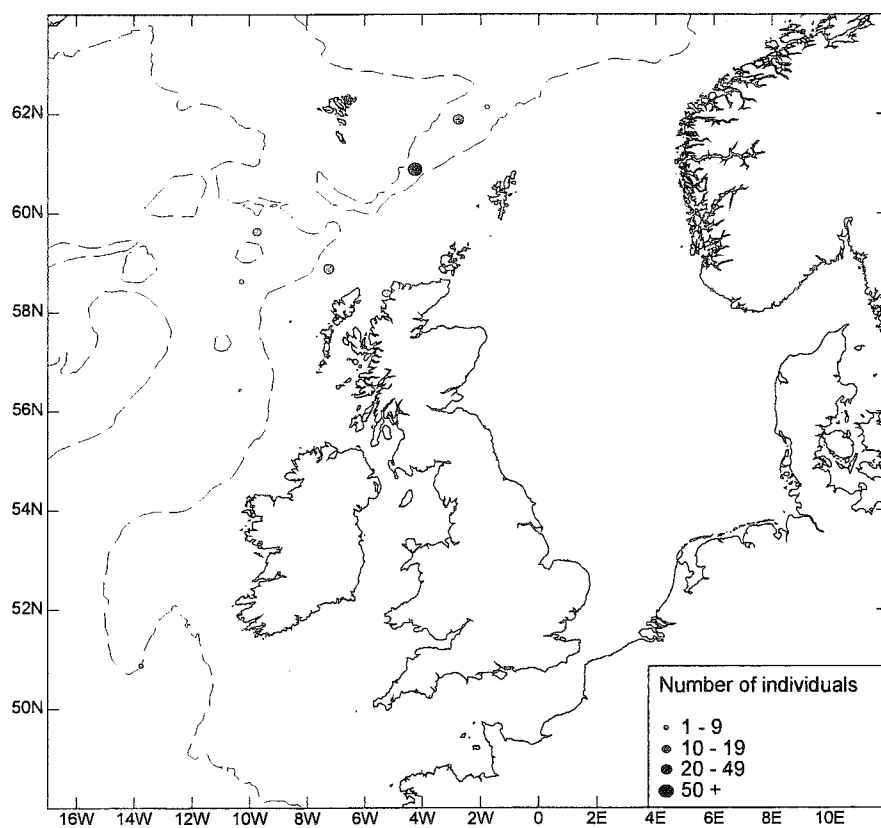 62N
60N
58N
56N
54N
52N
50N
Number of individuals
1 - 9
10 - 19
20 - 49
50 +
16W 14W 12W 10W 8W 6W 4W 2W 0 2E 4E 6E 8E 10E